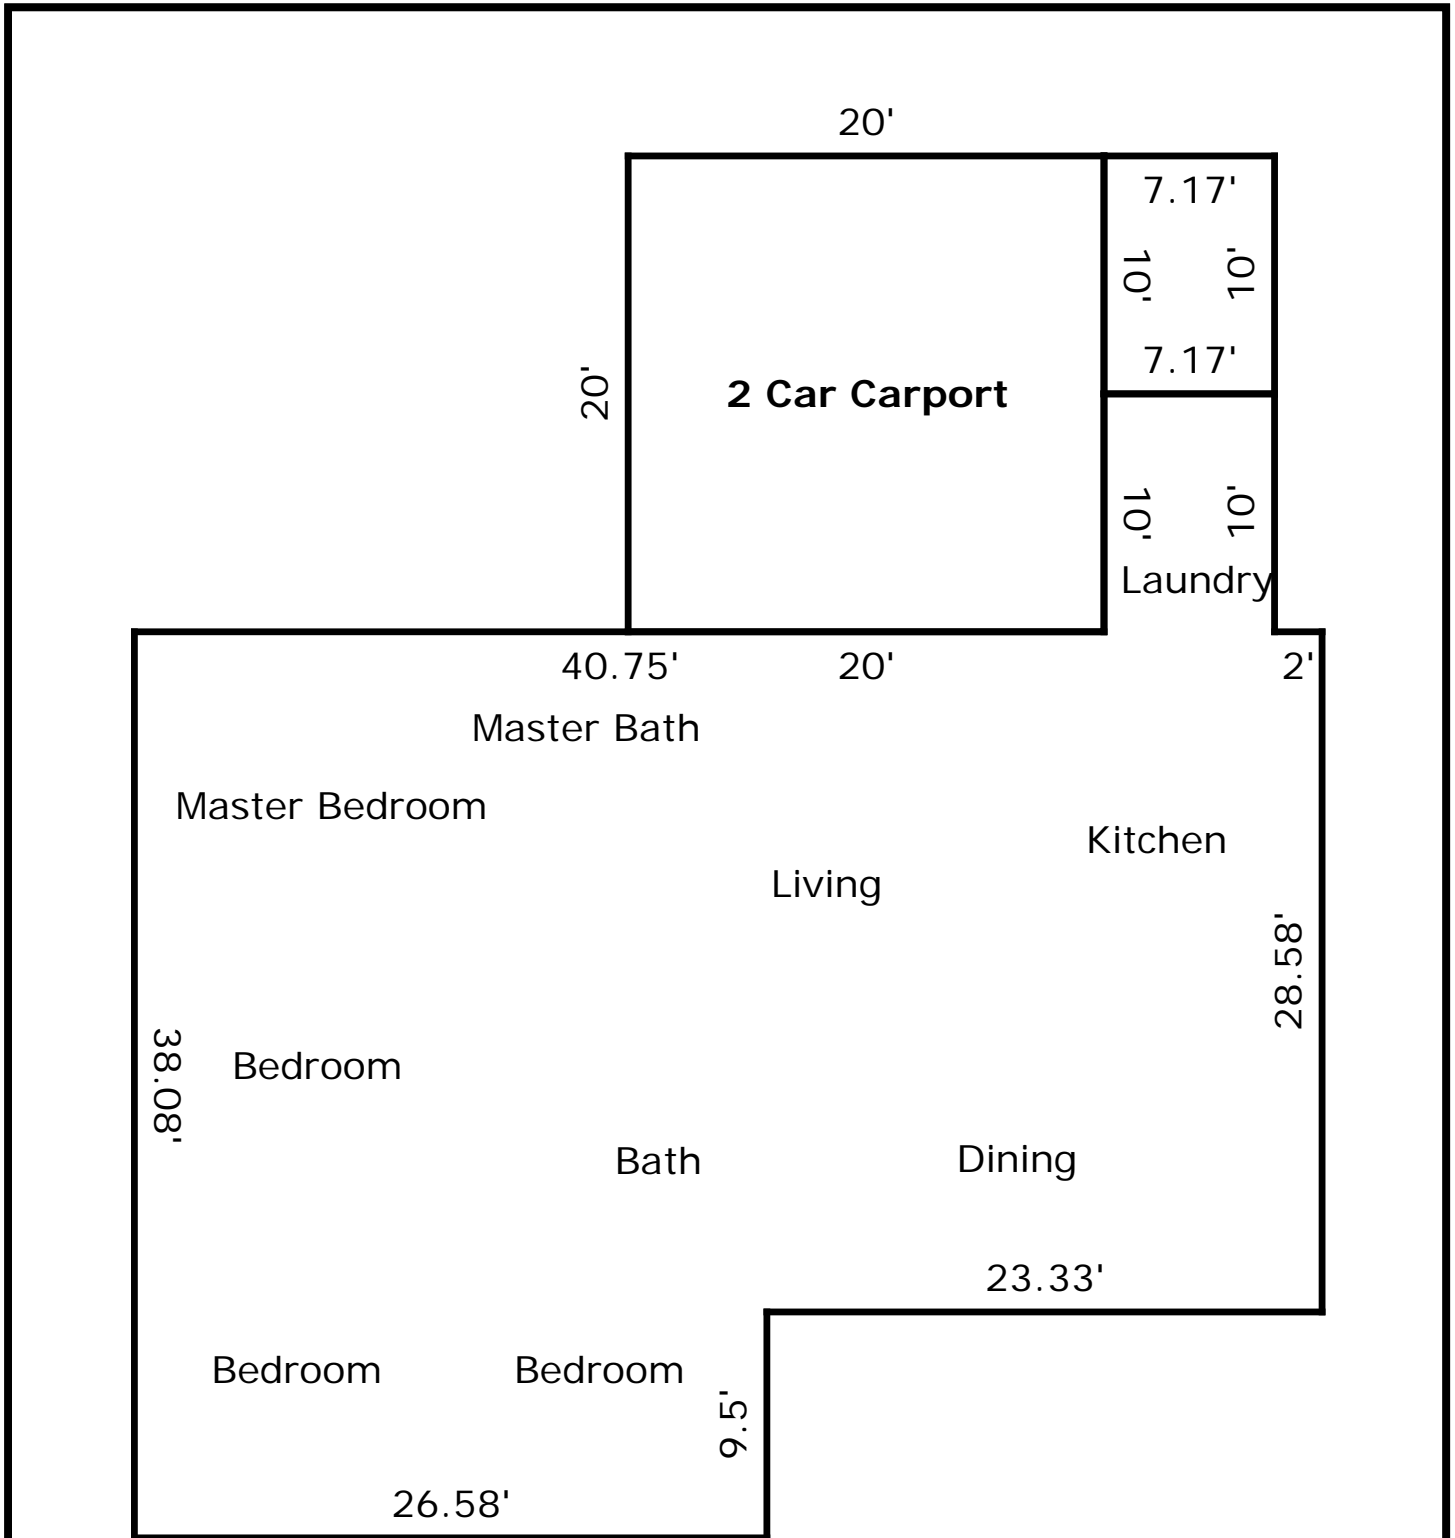 20'
7.17'
10'
10'
7.17'
20'
2 Car Carport
10'
10'
Laundry
40.75'
20'
2'
Master Bath
Master Bedroom
Kitchen
Living
28.58'
38.08'
Bedroom
Bath
Dining
23.33'
Bedroom
Bedroom
9.5'
26.58'